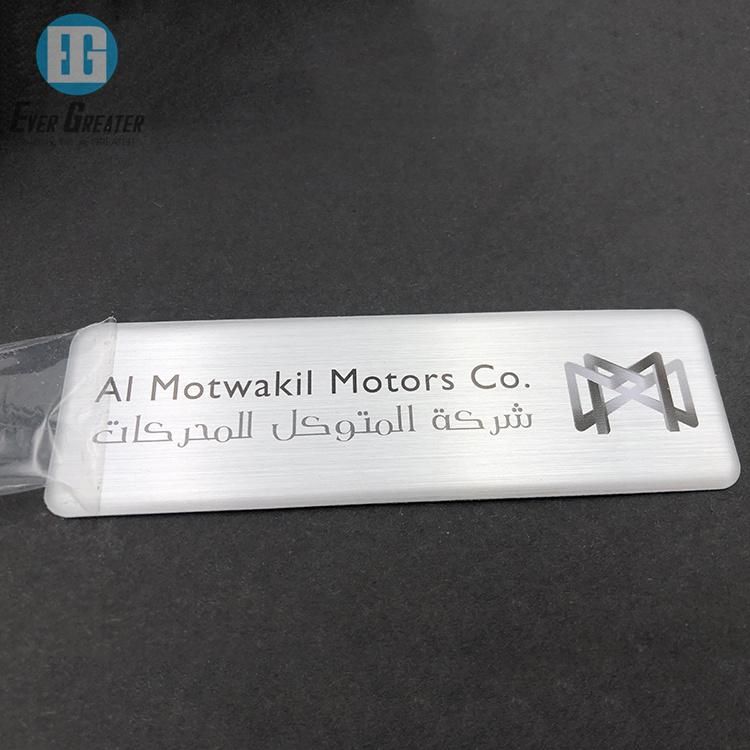 EG
EVER GREATER
Al Motwakil Motors Co.
شركة المتوكل للمحركات